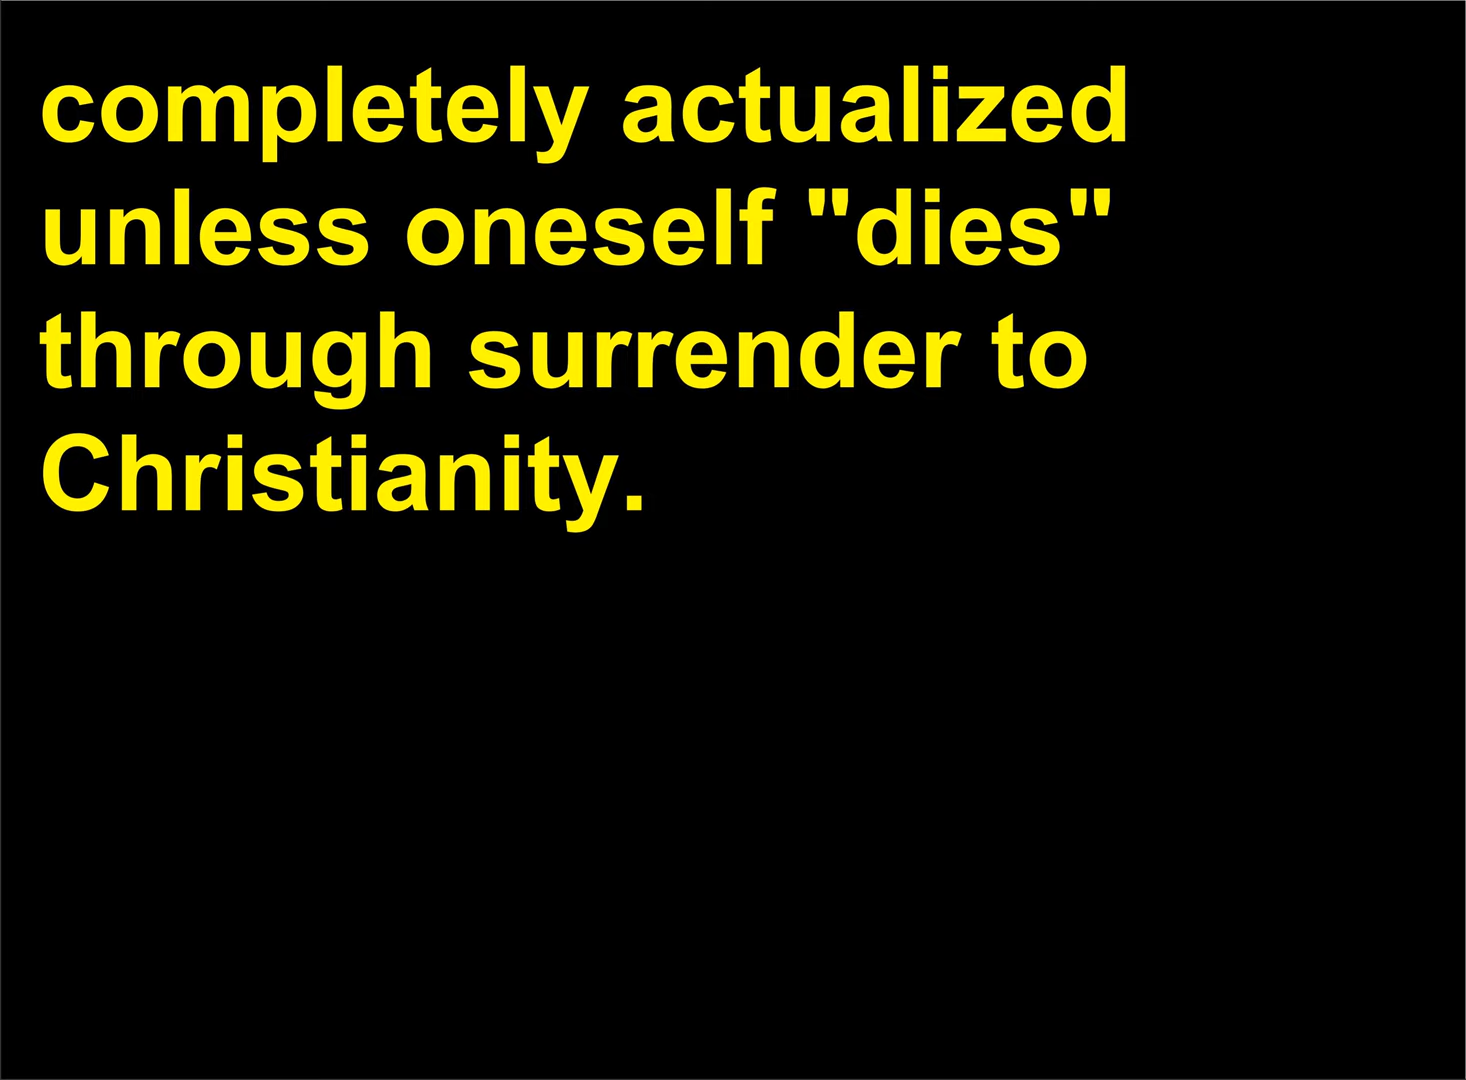 completely actualized
unless oneself "dies"
through surrender to
Christianity.